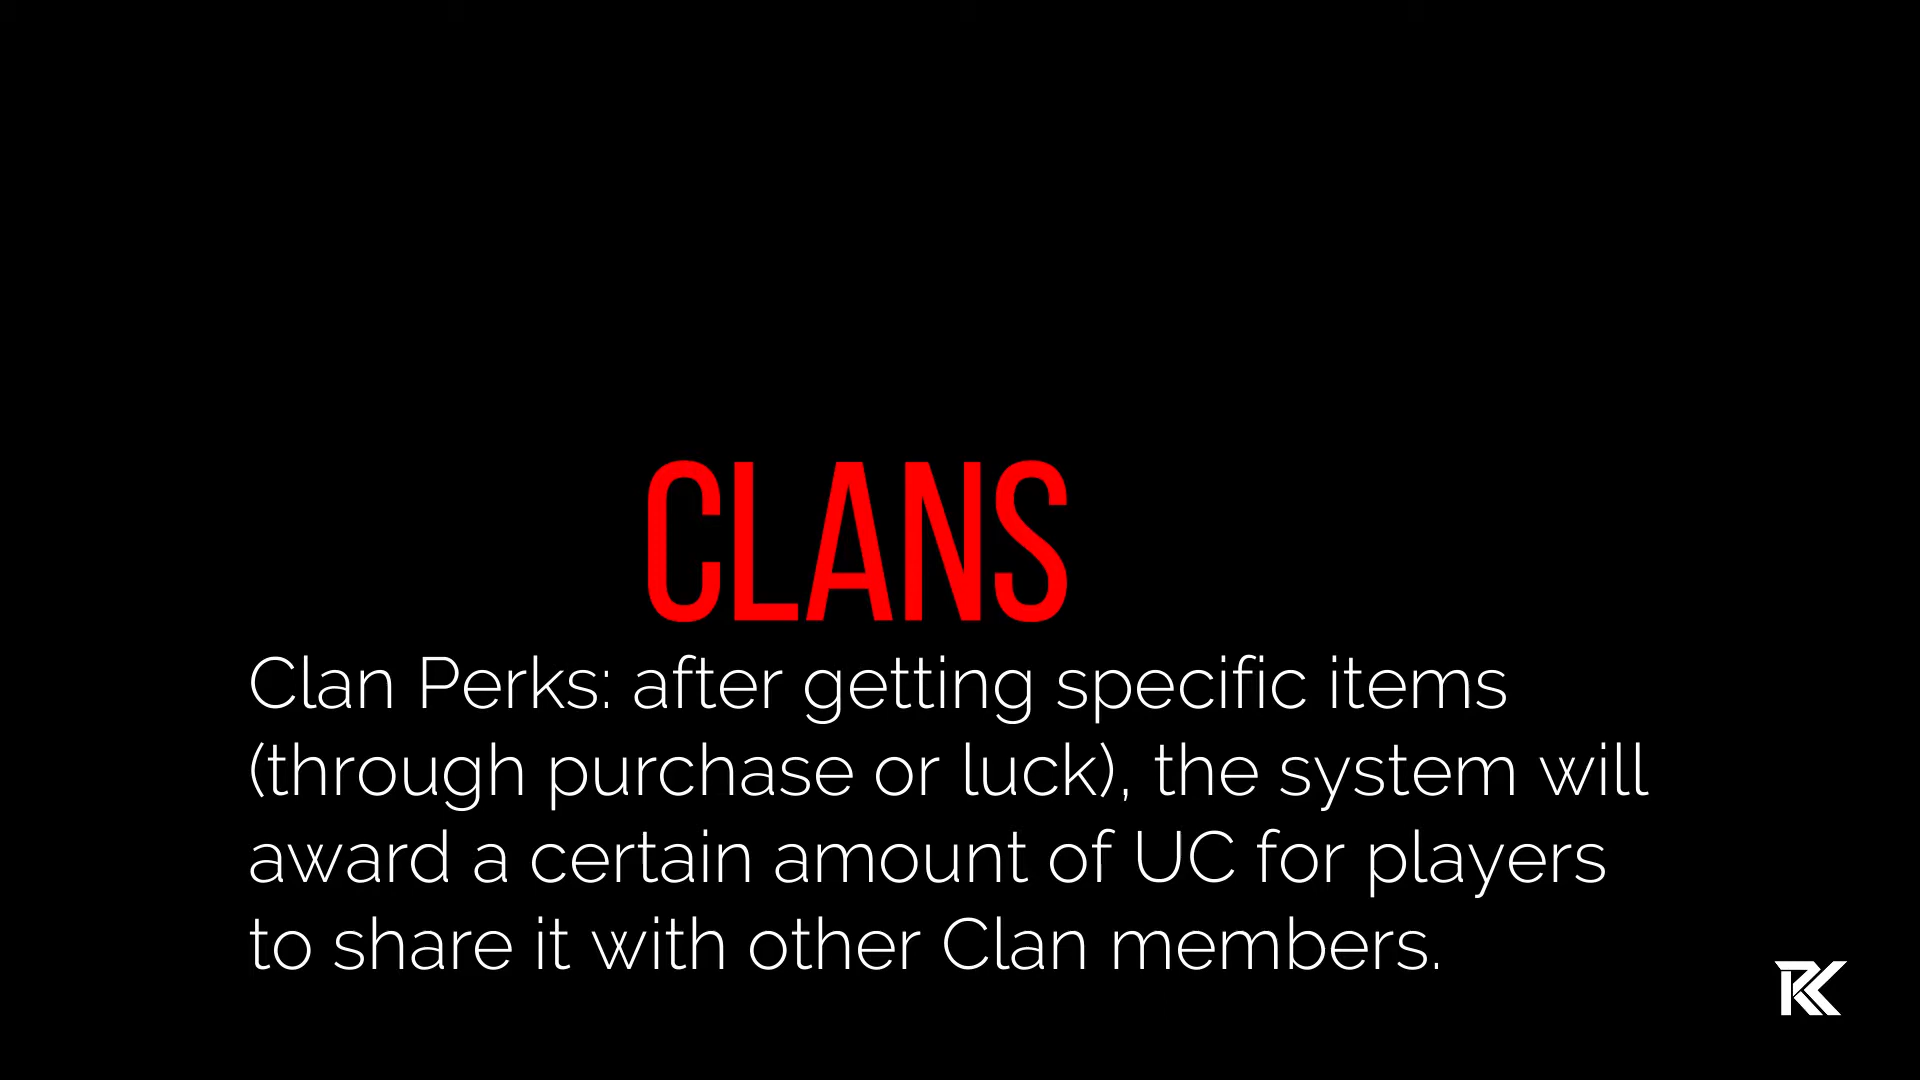 CLANS
Clan Perks: after getting specific items
(through purchase or luck), the system will
award a certain amount of UC for players
to share it with other Clan members.
RK